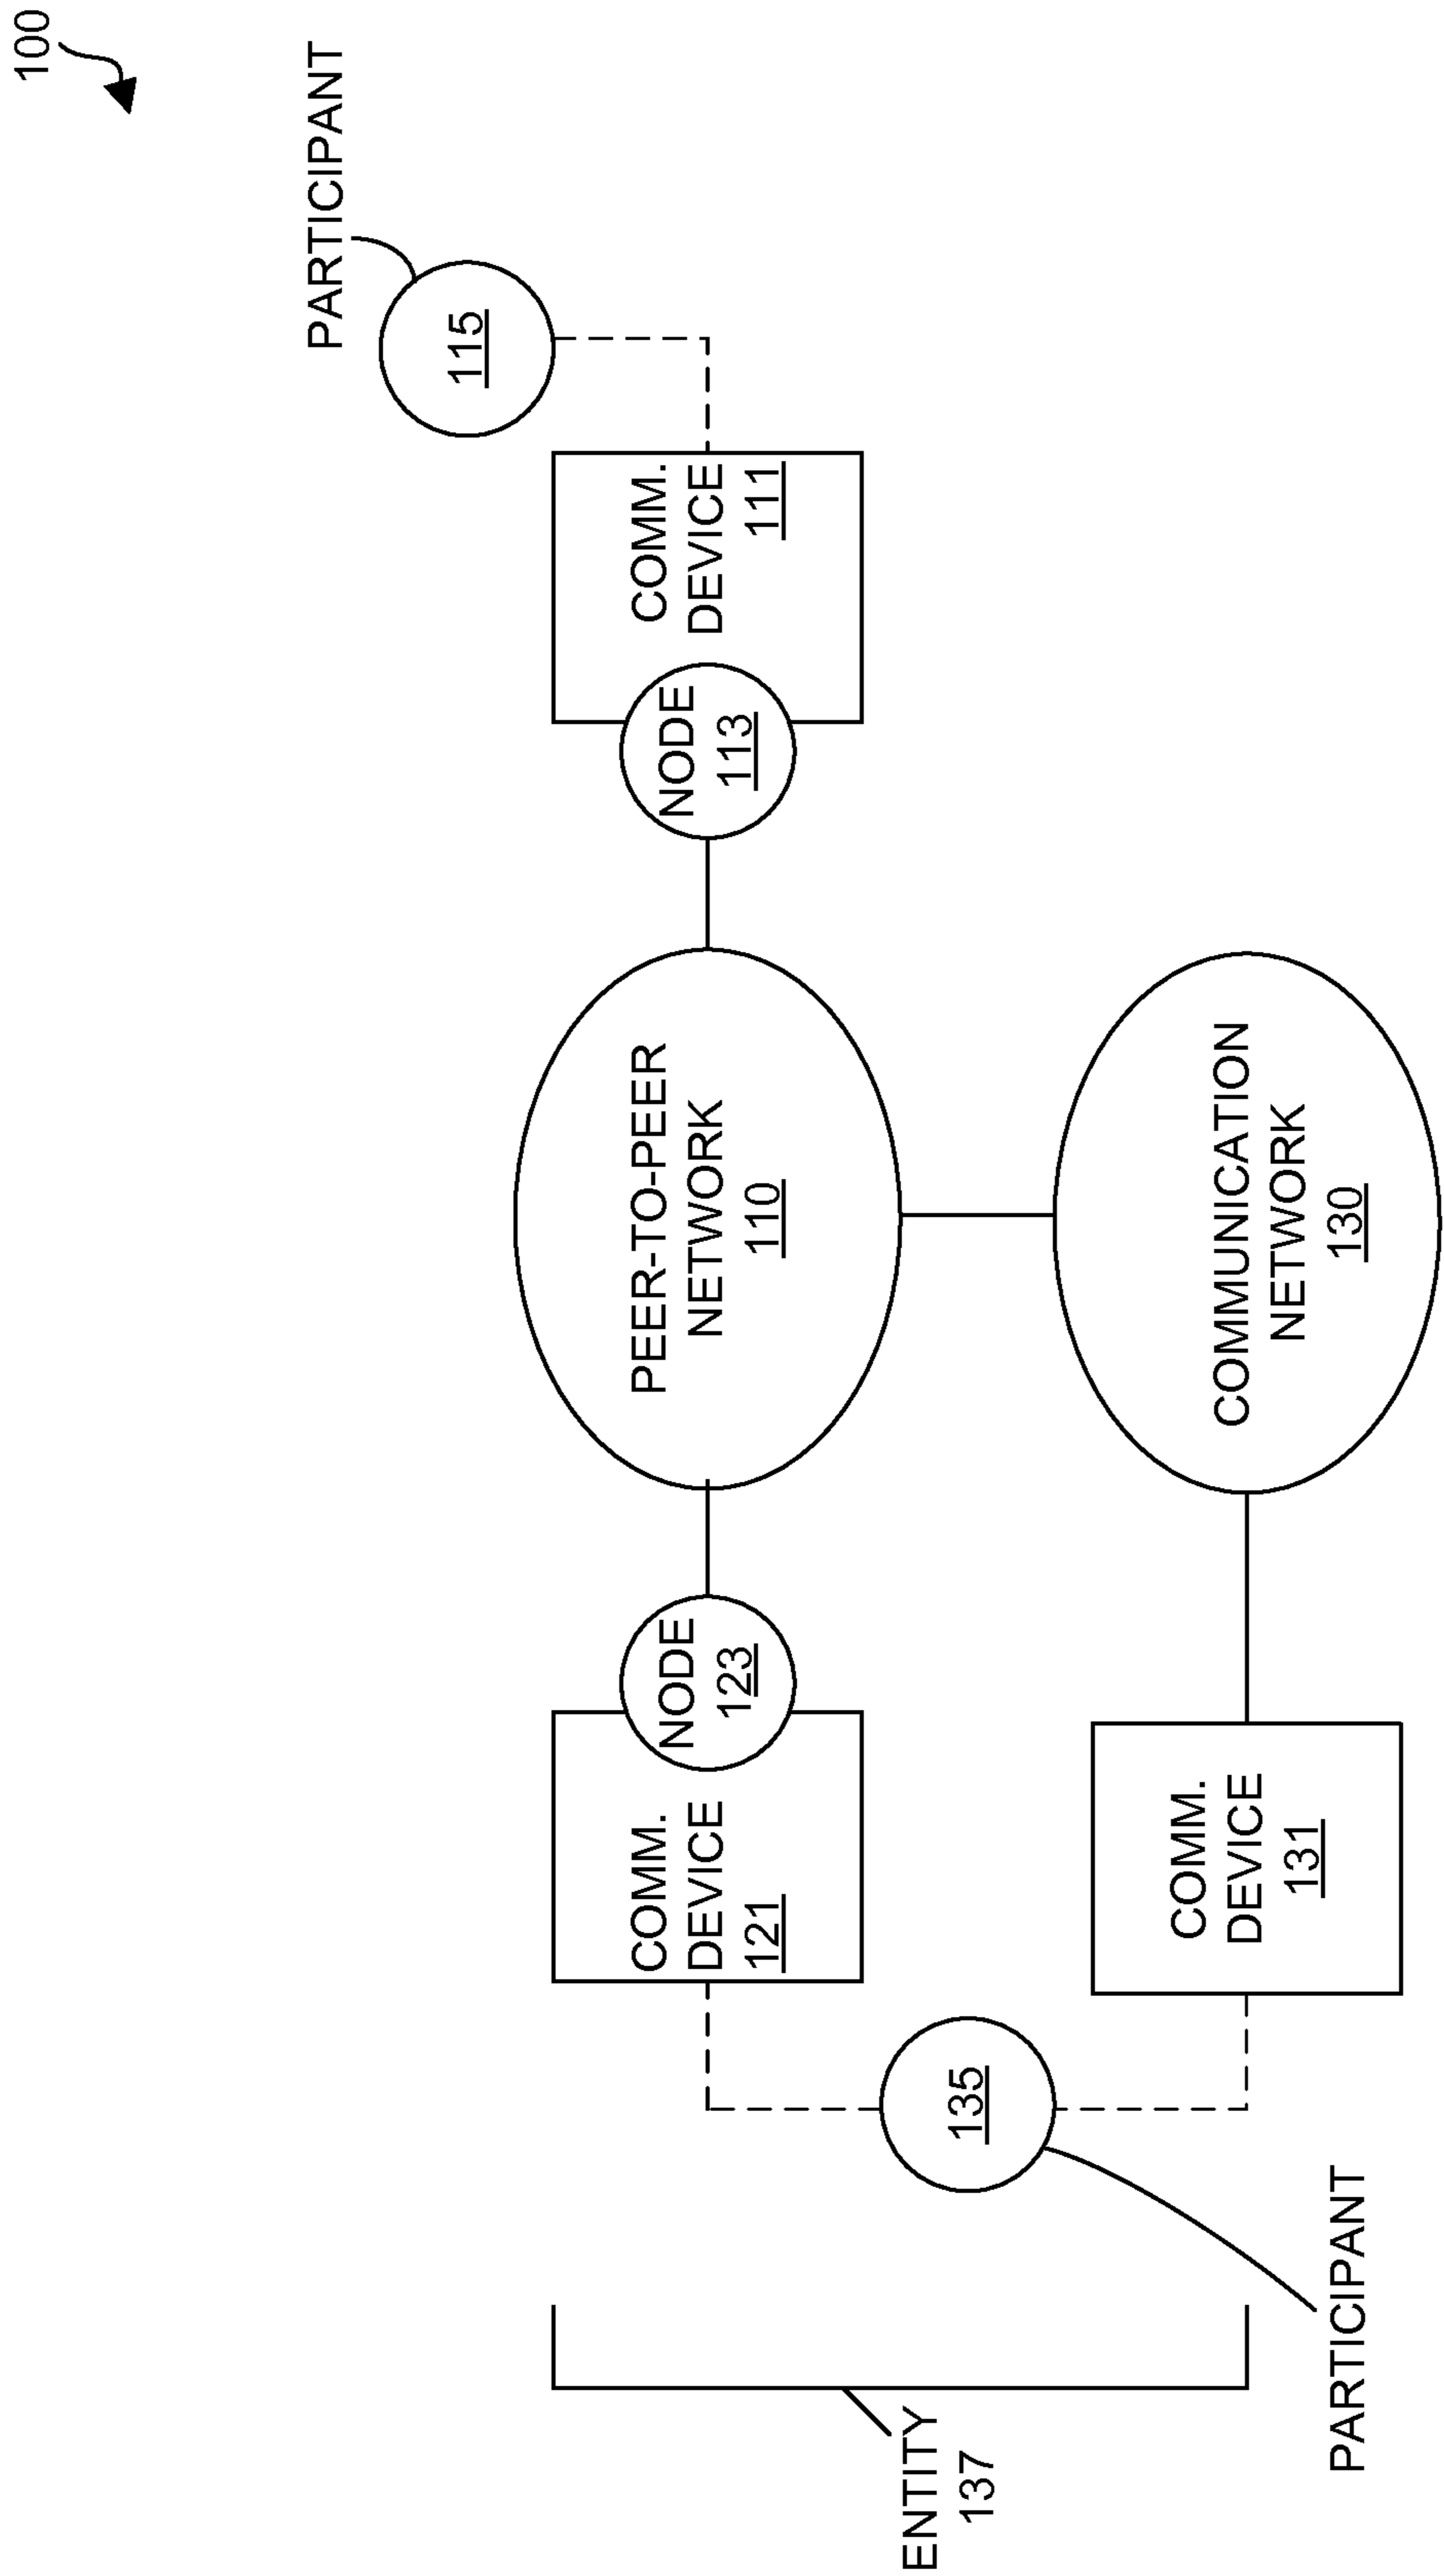 100
PARTICIPANT
115
COMM.
DEVICE
121
NODE
123
PEER-TO-PEER
NETWORK
110
NODE
113
COMM.
DEVICE
111
135
ENTITY
137
COMM.
DEVICE
131
COMMUNICATION
NETWORK
130
PARTICIPANT